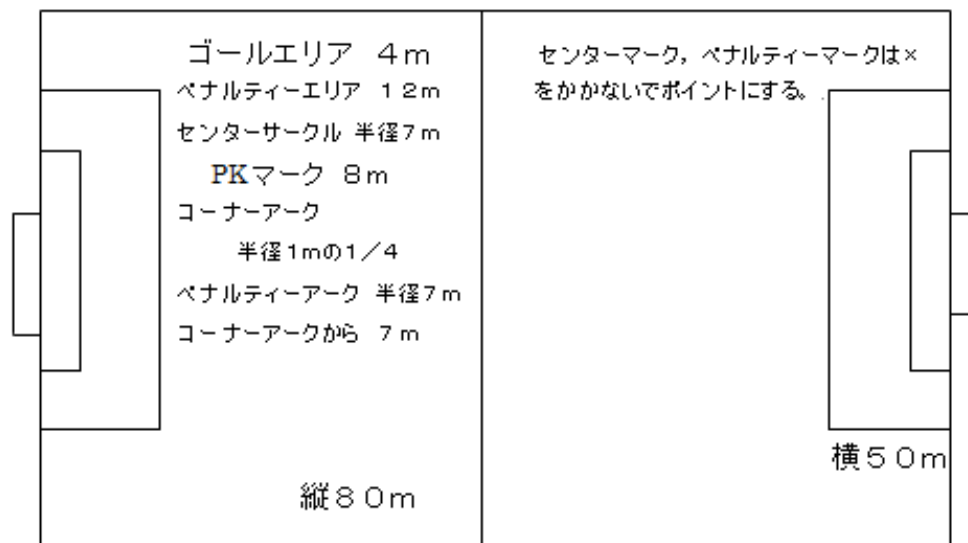 ゴールエリア 4m
ペナルティーエリア 12m
センターサークル 半径7m
PKマーク 8m
コーナーアーク
半径1mの1/4
ペナルティーアーク 半径7m
コーナーアークから 7m
縦80m
センターマーク,ペナルティーマークは×
をかかないでポイントにする。
横50m